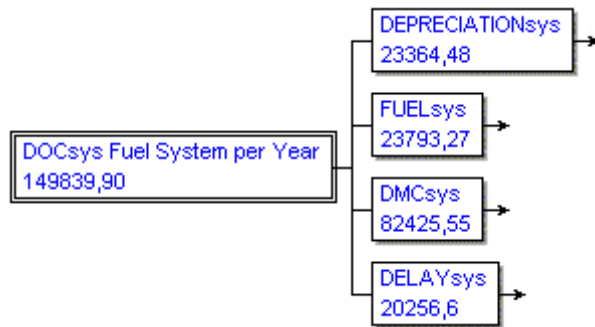 DEPRECIATIONsys
23364,48
FUELsys
23793,27
DOCsys Fuel System per Year
149839,90
DMCsys
82425,55
DELAYsys
20256,6